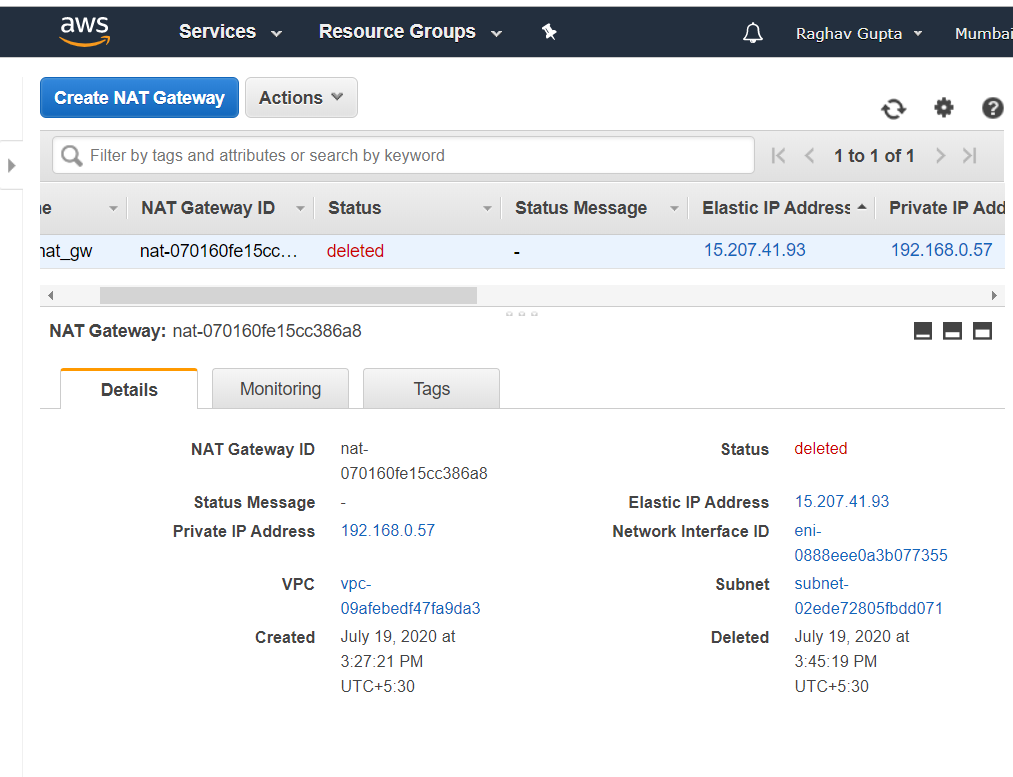 aws Services Resource Groups Raghav Gupta Mumbai
Create NAT Gateway Actions
Filter by tags and attributes or search by keyword 1 to 1 of 1
NAT Gateway ID Status Status Message Elastic IP Address Private IP Add
nat_gw nat-070160fe15cc... deleted - 15.207.41.93 192.168.0.57
NAT Gateway: nat-070160fe15cc386a8
Details Monitoring Tags
NAT Gateway ID nat-
070160fe15cc386a8
Status deleted
Status Message -
Elastic IP Address 15.207.41.93
Private IP Address 192.168.0.57
Network Interface ID eni-
0888eee0a3b077355
VPC vpc-
09afebedf47fa9da3
Subnet subnet-
02ede72805fbdd071
Created July 19, 2020 at
3:27:21 PM
UTC+5:30
Deleted July 19, 2020 at
3:45:19 PM
UTC+5:30